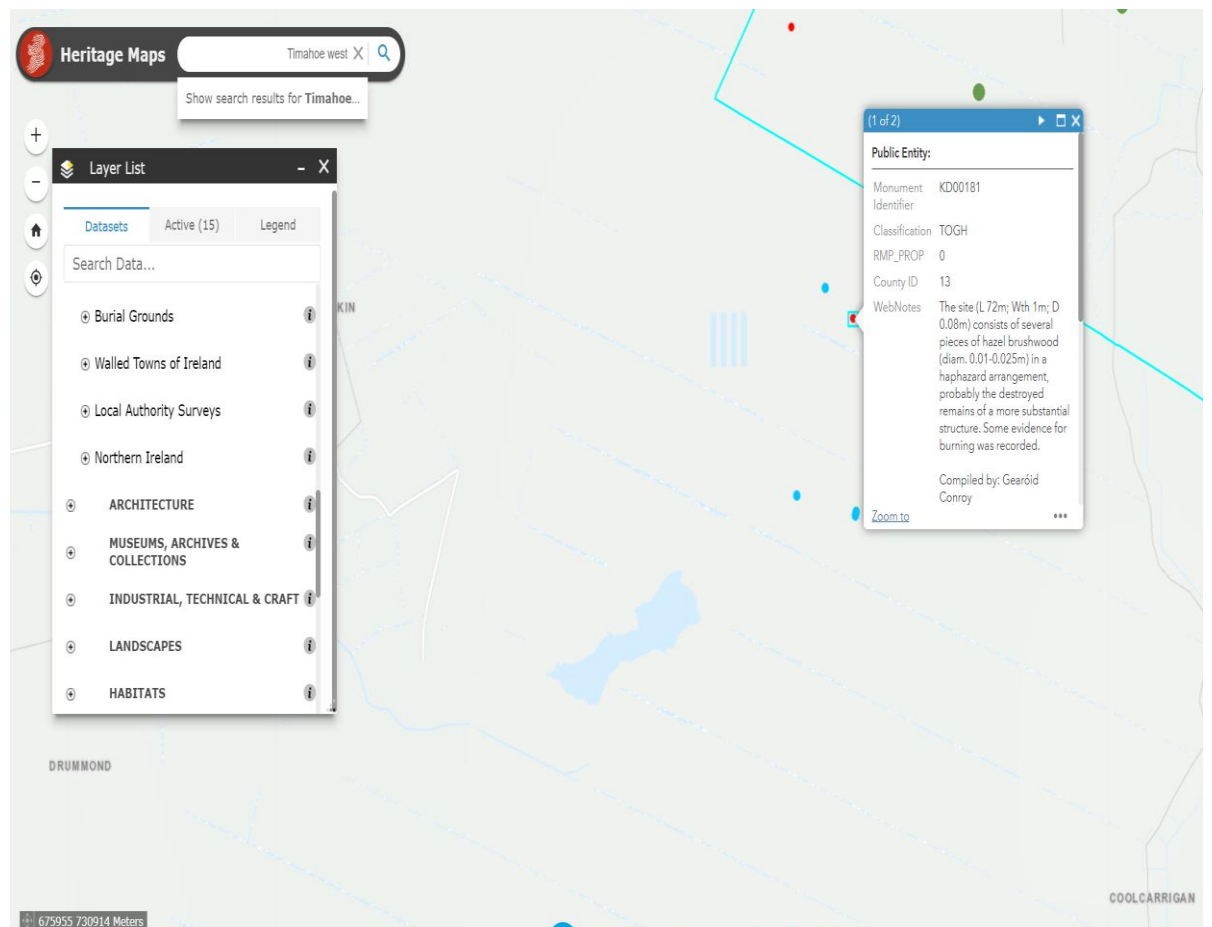 Heritage Maps
Timahoe west X
Show search results for Timahoe...
+
−
Layer List
– X
Datasets
Active (15)
Legend
Search Data...
Burial Grounds
Walled Towns of Ireland
Local Authority Surveys
Northern Ireland
ARCHITECTURE
MUSEUMS, ARCHIVES &
COLLECTIONS
INDUSTRIAL, TECHNICAL & CRAFT
LANDSCAPES
HABITATS
KIN
(1 of 2)
Public Entity:
Monument KD00181
Identifier
Classification TOGH
RMP_PROP 0
County ID 13
WebNotes The site (L 72m; Wth 1m; D
0.08m) consists of several
pieces of hazel brushwood
(diam. 0.01-0.025m) in a
haphazard arrangement,
probably the destroyed
remains of a more substantial
structure. Some evidence for
burning was recorded.
Compiled by: Gearóid
Conroy
Zoom to
DRUMMOND
COOLCARRIGAN
675955 730914 Meters